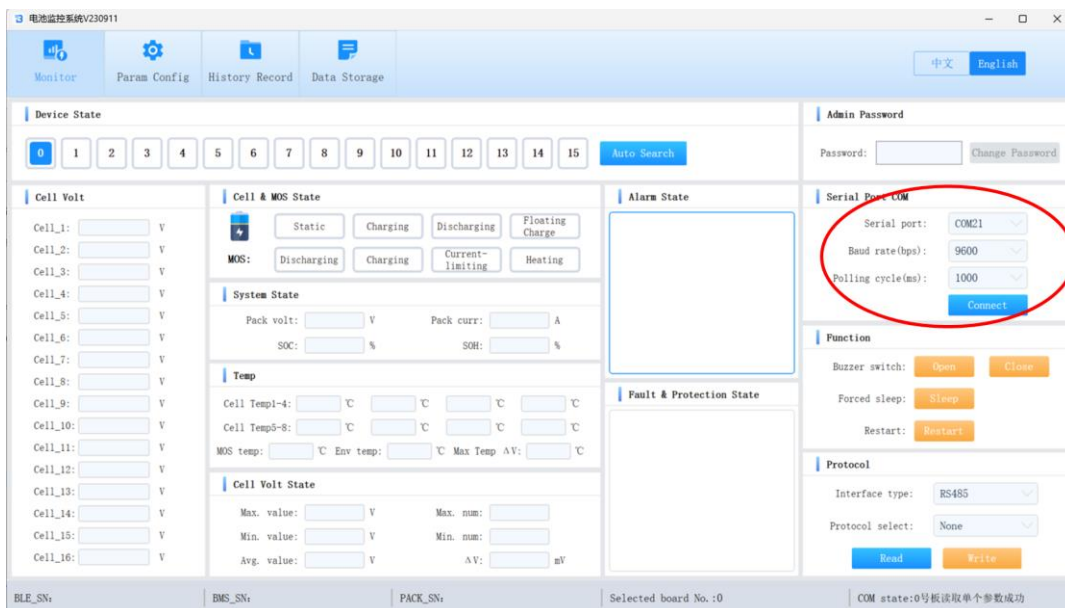 电池监控系统V230911
Monitor Param Config History Record Data Storage
中文 English
Device State
0 1 2 3 4 5 6 7 8 9 10 11 12 13 14 15 Auto Search
Admin Password
Password: Change Password
Cell Volt
Cell_1: V
Cell_2: V
Cell_3: V
Cell_4: V
Cell_5: V
Cell_6: V
Cell_7: V
Cell_8: V
Cell_9: V
Cell_10: V
Cell_11: V
Cell_12: V
Cell_13: V
Cell_14: V
Cell_15: V
Cell_16: V
Cell & MOS State
Static Charging Discharging Floating Charge
MOS: Discharging Charging Current-limiting Heating
System State
Pack volt: V Pack curr: A
SOC: % SOH: %
Temp
Cell Temp1-4: ℃ ℃ ℃ ℃
Cell Temp5-8: ℃ ℃ ℃ ℃
MOS temp: ℃ Env temp: ℃ Max Temp ΔV: ℃
Cell Volt State
Max. value: V Max. num:
Min. value: V Min. num:
Avg. value: V ΔV: mV
Alarm State
Fault & Protection State
Serial Port COM
Serial port: COM21
Baud rate(bps): 9600
Polling cycle(ms): 1000
Connect
Function
Buzzer switch: Open Close
Forced sleep: Sleep
Restart: Restart
Protocol
Interface type: RS485
Protocol select: None
Read Write
BLE_SN: BMS_SN: PACK_SN: Selected board No.:0 COM state:0号板读取单个参数成功